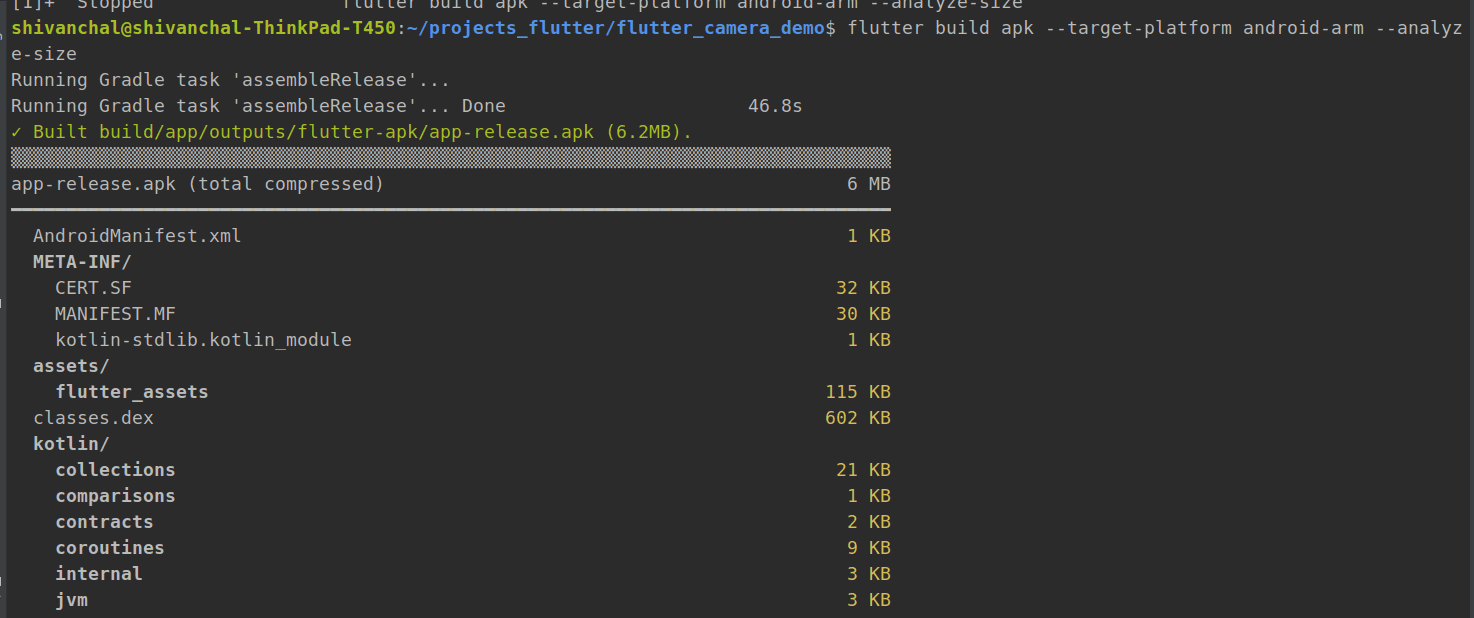 [1]+  Stopped                 flutter build apk --target-platform android-arm --analyze-size
shivanchal@shivanchal-ThinkPad-T450:~/projects_flutter/flutter_camera_demo$ flutter build apk --target-platform android-arm --analyz
e-size
Running Gradle task 'assembleRelease'...
Running Gradle task 'assembleRelease'... Done                      46.8s
✓ Built build/app/outputs/flutter-apk/app-release.apk (6.2MB).
app-release.apk (total compressed)                                          6 MB
AndroidManifest.xml                                                       1 KB
META-INF/
CERT.SF                                                                32 KB
MANIFEST.MF                                                            30 KB
kotlin-stdlib.kotlin_module                                             1 KB
assets/
flutter_assets                                                        115 KB
classes.dex                                                             602 KB
kotlin/
collections                                                            21 KB
comparisons                                                             1 KB
contracts                                                               2 KB
coroutines                                                              9 KB
internal                                                                3 KB
jvm                                                                     3 KB